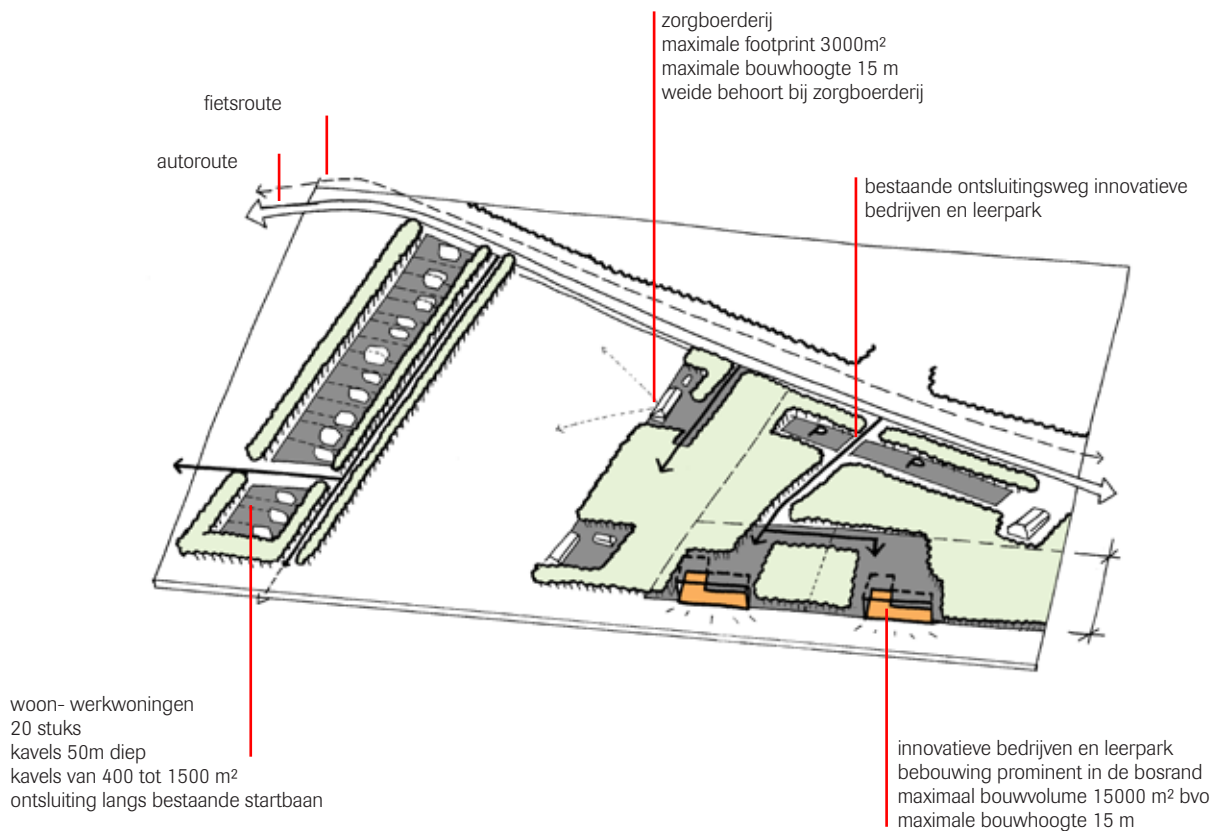 zorgboerderij
maximale footprint 3000m²
maximale bouwhoogte 15 m
weide behoort bij zorgboerderij
fietsroute
autoroute
bestaande ontsluitingsweg innovatieve
bedrijven en leerpark
P
P
woon- werkwoningen
20 stuks
kavels 50m diep
kavels van 400 tot 1500 m²
ontsluiting langs bestaande startbaan
innovatieve bedrijven en leerpark
bebouwing prominent in de bosrand
maximaal bouwvolume 15000 m² bvo
maximale bouwhoogte 15 m